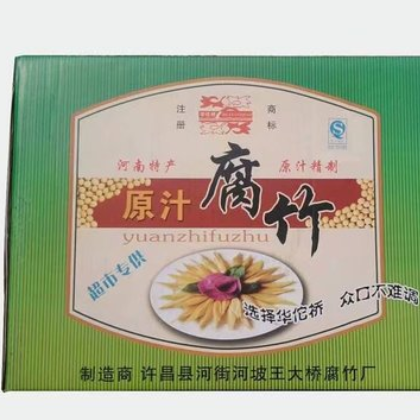 注册
商标
河南特产
原汁精制
原汁
腐竹
yuanzhifuzhu
超市专供
选择华佗桥 众口不难调
制造商 许昌县河街河坡王大桥腐竹厂